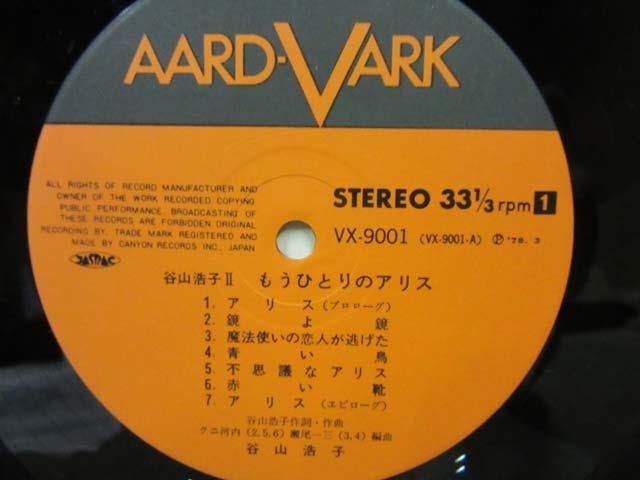 AARD-VARK
ALL RIGHTS OF RECORD MANUFACTURER AND
OWNER OF THE WORK RECORDED COPYING
PUBLIC PERFORMANCE, BROADCASTING OF
THESE RECORDS ARE FORBIDDEN ORIGINAL
RECORDING BY, TRADE MARK REGISTERED AND
MADE BY CANYON RECORDS INC. JAPAN
JASRAC
STEREO 33 1/3 rpm 1
VX-9001 (VX-9001-A) Ⓟ '78. 3
谷山浩子II もうひとりのアリス
1. アリス(プロローグ)
2. 鏡よ鏡
3. 魔法使いの恋人が逃げた
4. 青い鳥
5. 不思議なアリス
6. 赤い靴
7. アリス(エピローグ)
谷山浩子作詞・作曲
クニ河内(2,5,6) 瀬尾一三(3,4)編曲
谷山浩子